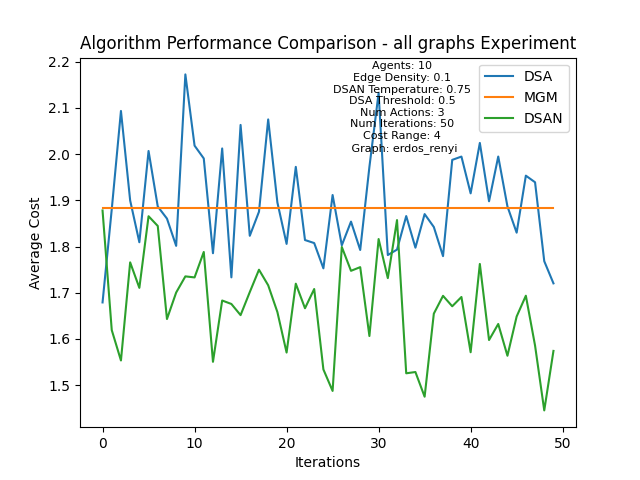 Algorithm Performance Comparison - all graphs Experiment
Agents: 10
Edge Density: 0.1
DSAN Temperature: 0.75
DSA Threshold: 0.5
Num Actions: 3
Num Iterations: 50
Cost Range: 4
Graph: erdos_renyi
DSA
MGM
DSAN
Average Cost
2.2
2.1
2.0
1.9
1.8
1.7
1.6
1.5
0
10
20
30
40
50
Iterations